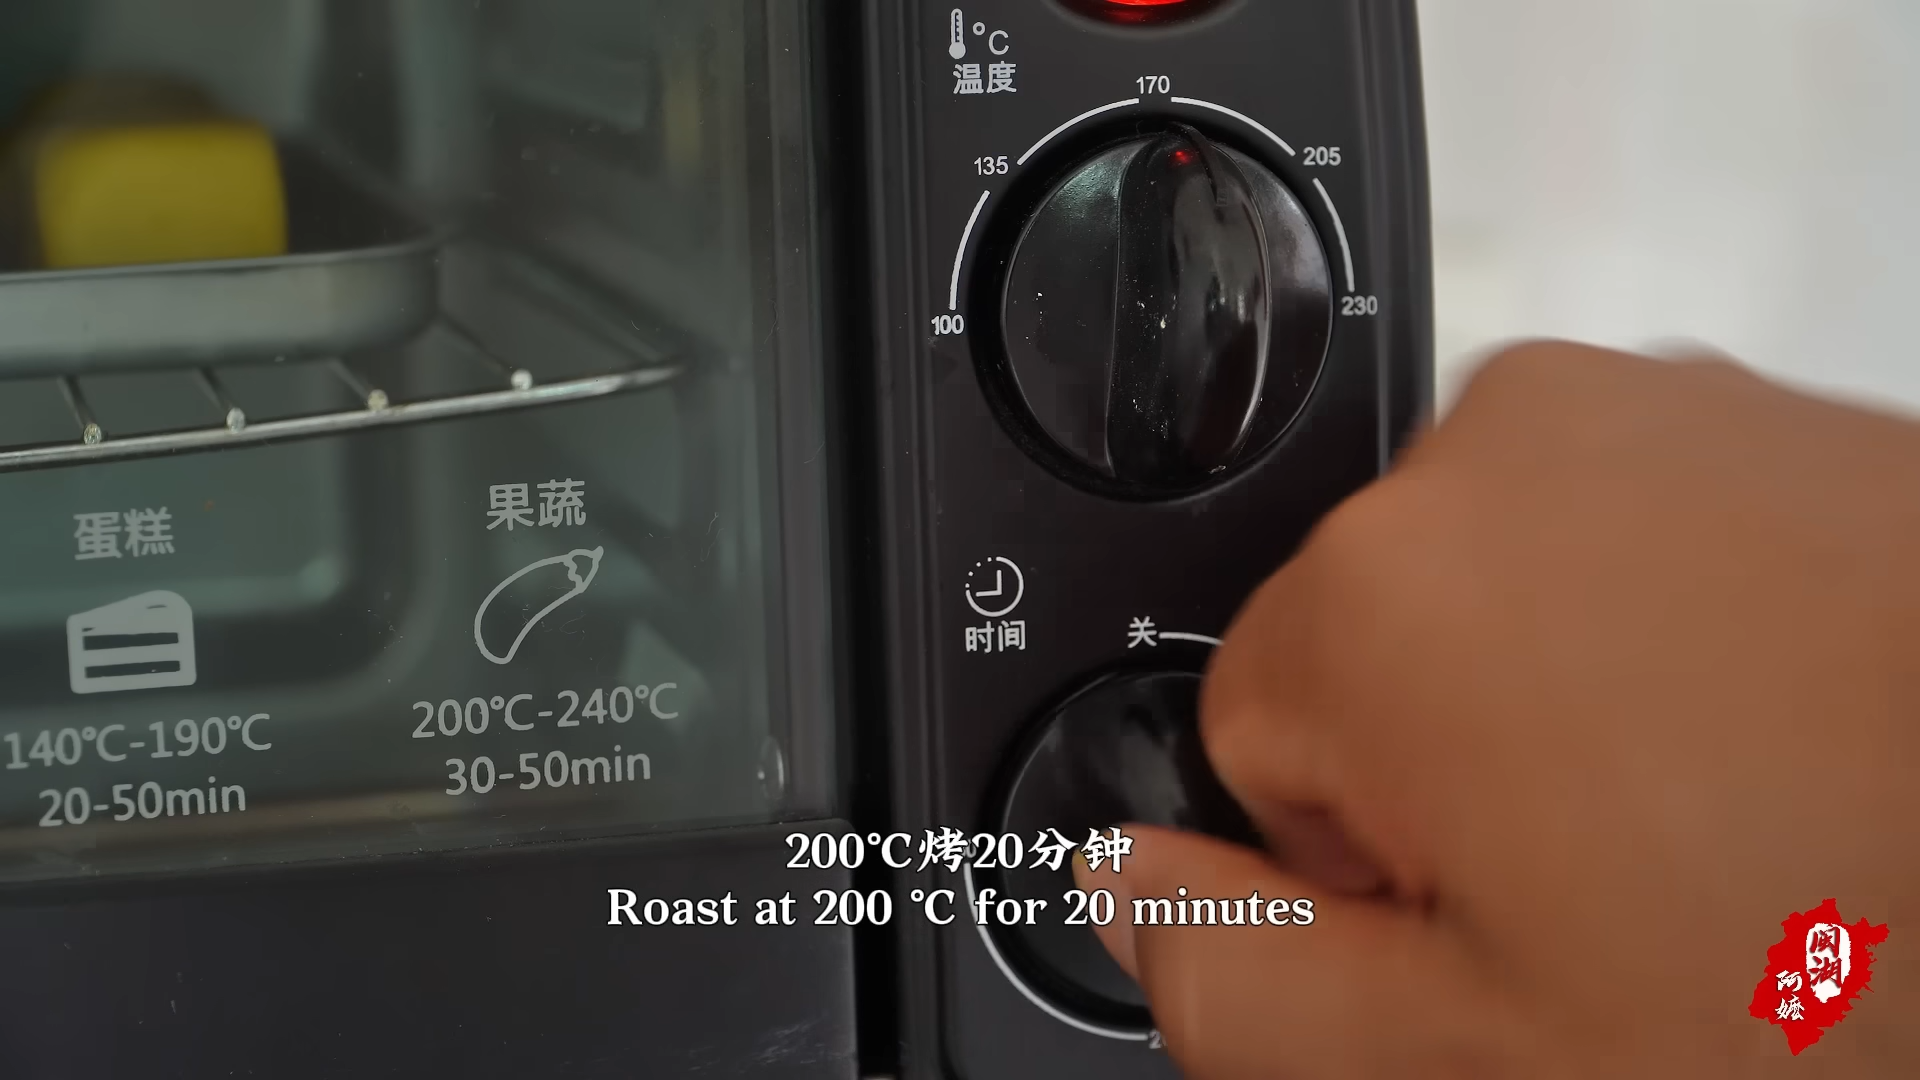 °C
温度
170
135
205
100
230
果蔬
蛋糕
200℃-240℃
30-50min
140℃-190℃
20-50min
时间
关
200℃烤20分钟
Roast at 200 ℃ for 20 minutes
闽湖
阿嬷